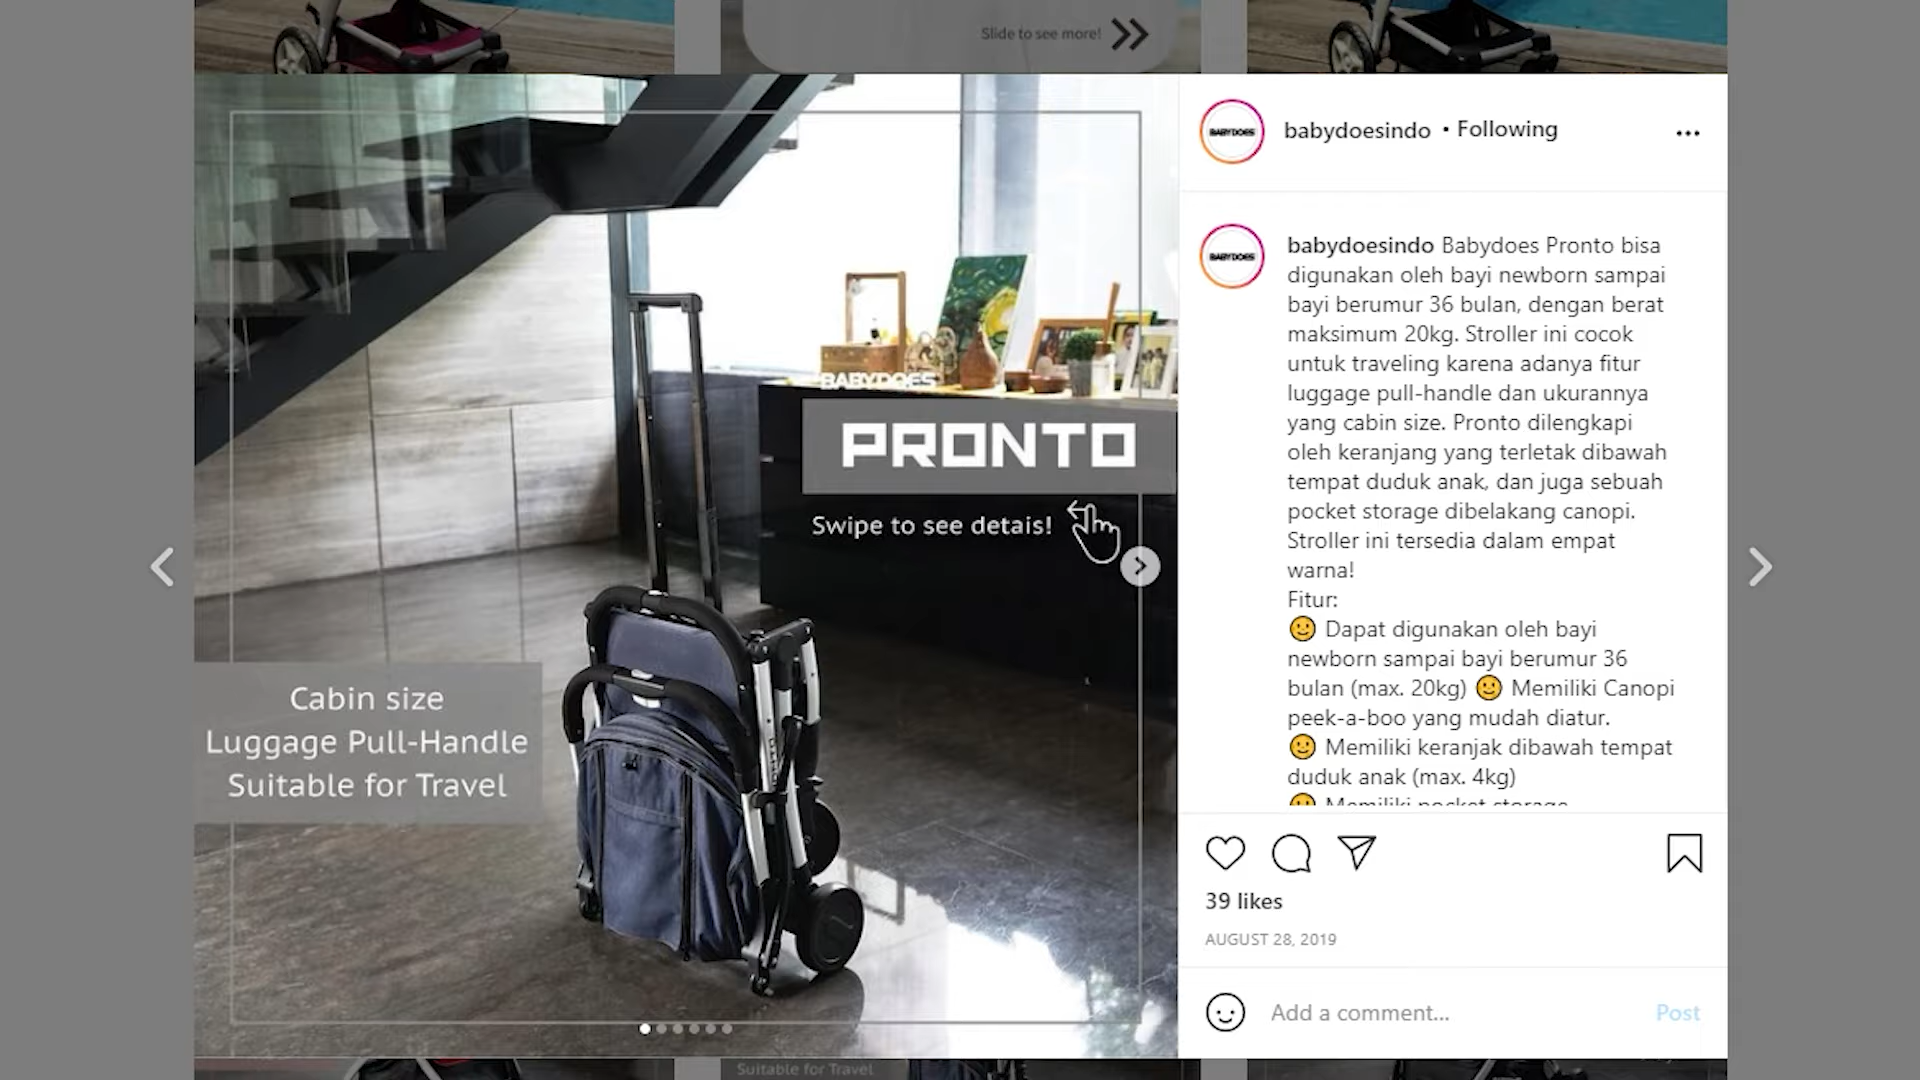 Slide to see more!
BABYDOES
PRONTO
Swipe to see detais!
Cabin size
Luggage Pull-Handle
Suitable for Travel
BABYDOES
babydoesindo • Following
BABYDOES
babydoesindo Babydoes Pronto bisa
digunakan oleh bayi newborn sampai
bayi berumur 36 bulan, dengan berat
maksimum 20kg. Stroller ini cocok
untuk traveling karena adanya fitur
luggage pull-handle dan ukurannya
yang cabin size. Pronto dilengkapi
oleh keranjang yang terletak dibawah
tempat duduk anak, dan juga sebuah
pocket storage dibelakang canopi.
Stroller ini tersedia dalam empat
warna!
Fitur:
🙂 Dapat digunakan oleh bayi
newborn sampai bayi berumur 36
bulan (max. 20kg) 🙂 Memiliki Canopi
peek-a-boo yang mudah diatur.
🙂 Memiliki keranjak dibawah tempat
duduk anak (max. 4kg)
🙂 Memiliki pocket storage
39 likes
AUGUST 28, 2019
Add a comment...
Post
Suitable for Travel